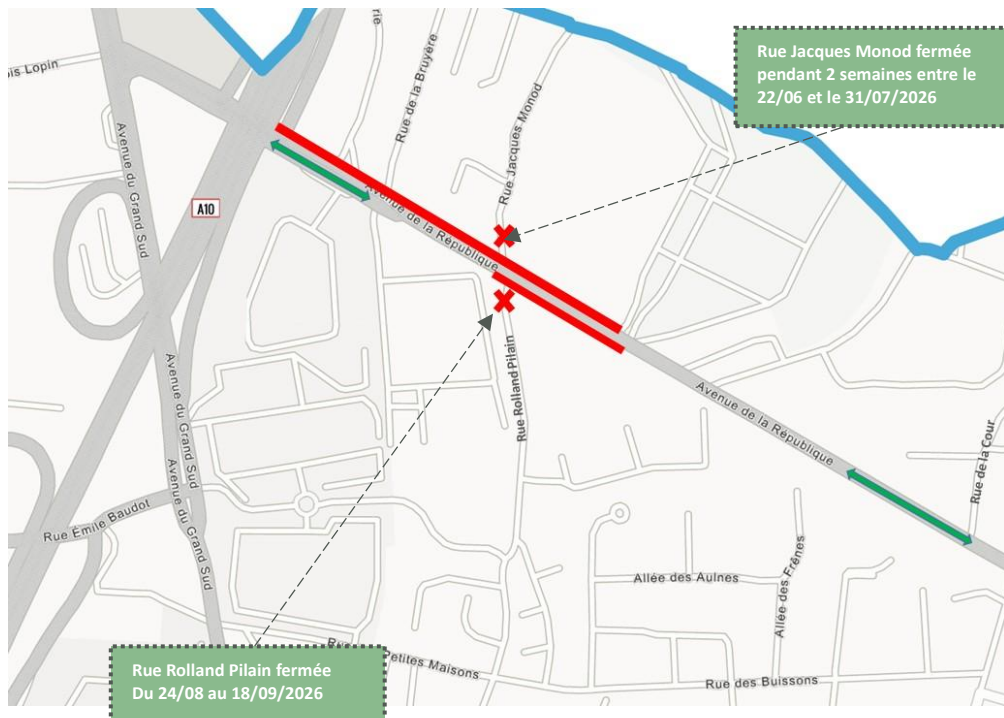 Rue Jacques Monod fermée
pendant 2 semaines entre le
22/06 et le 31/07/2026
rie
is Lopin
Rue de la Bruyère
Rue Jacques Monod
Avenue du Grand Sud
A10
Avenue de la République
Rue Rolland Pilain
Avenue du Grand Sud
Avenue de la République
Rue de la Cour
Avenue du Grand Sud
Rue Émile Baudot
Allée des Aulnes
Allée des Frênes
Rue
Petites Maisons
Rue des Buissons
Rue Rolland Pilain fermée
Du 24/08 au 18/09/2026